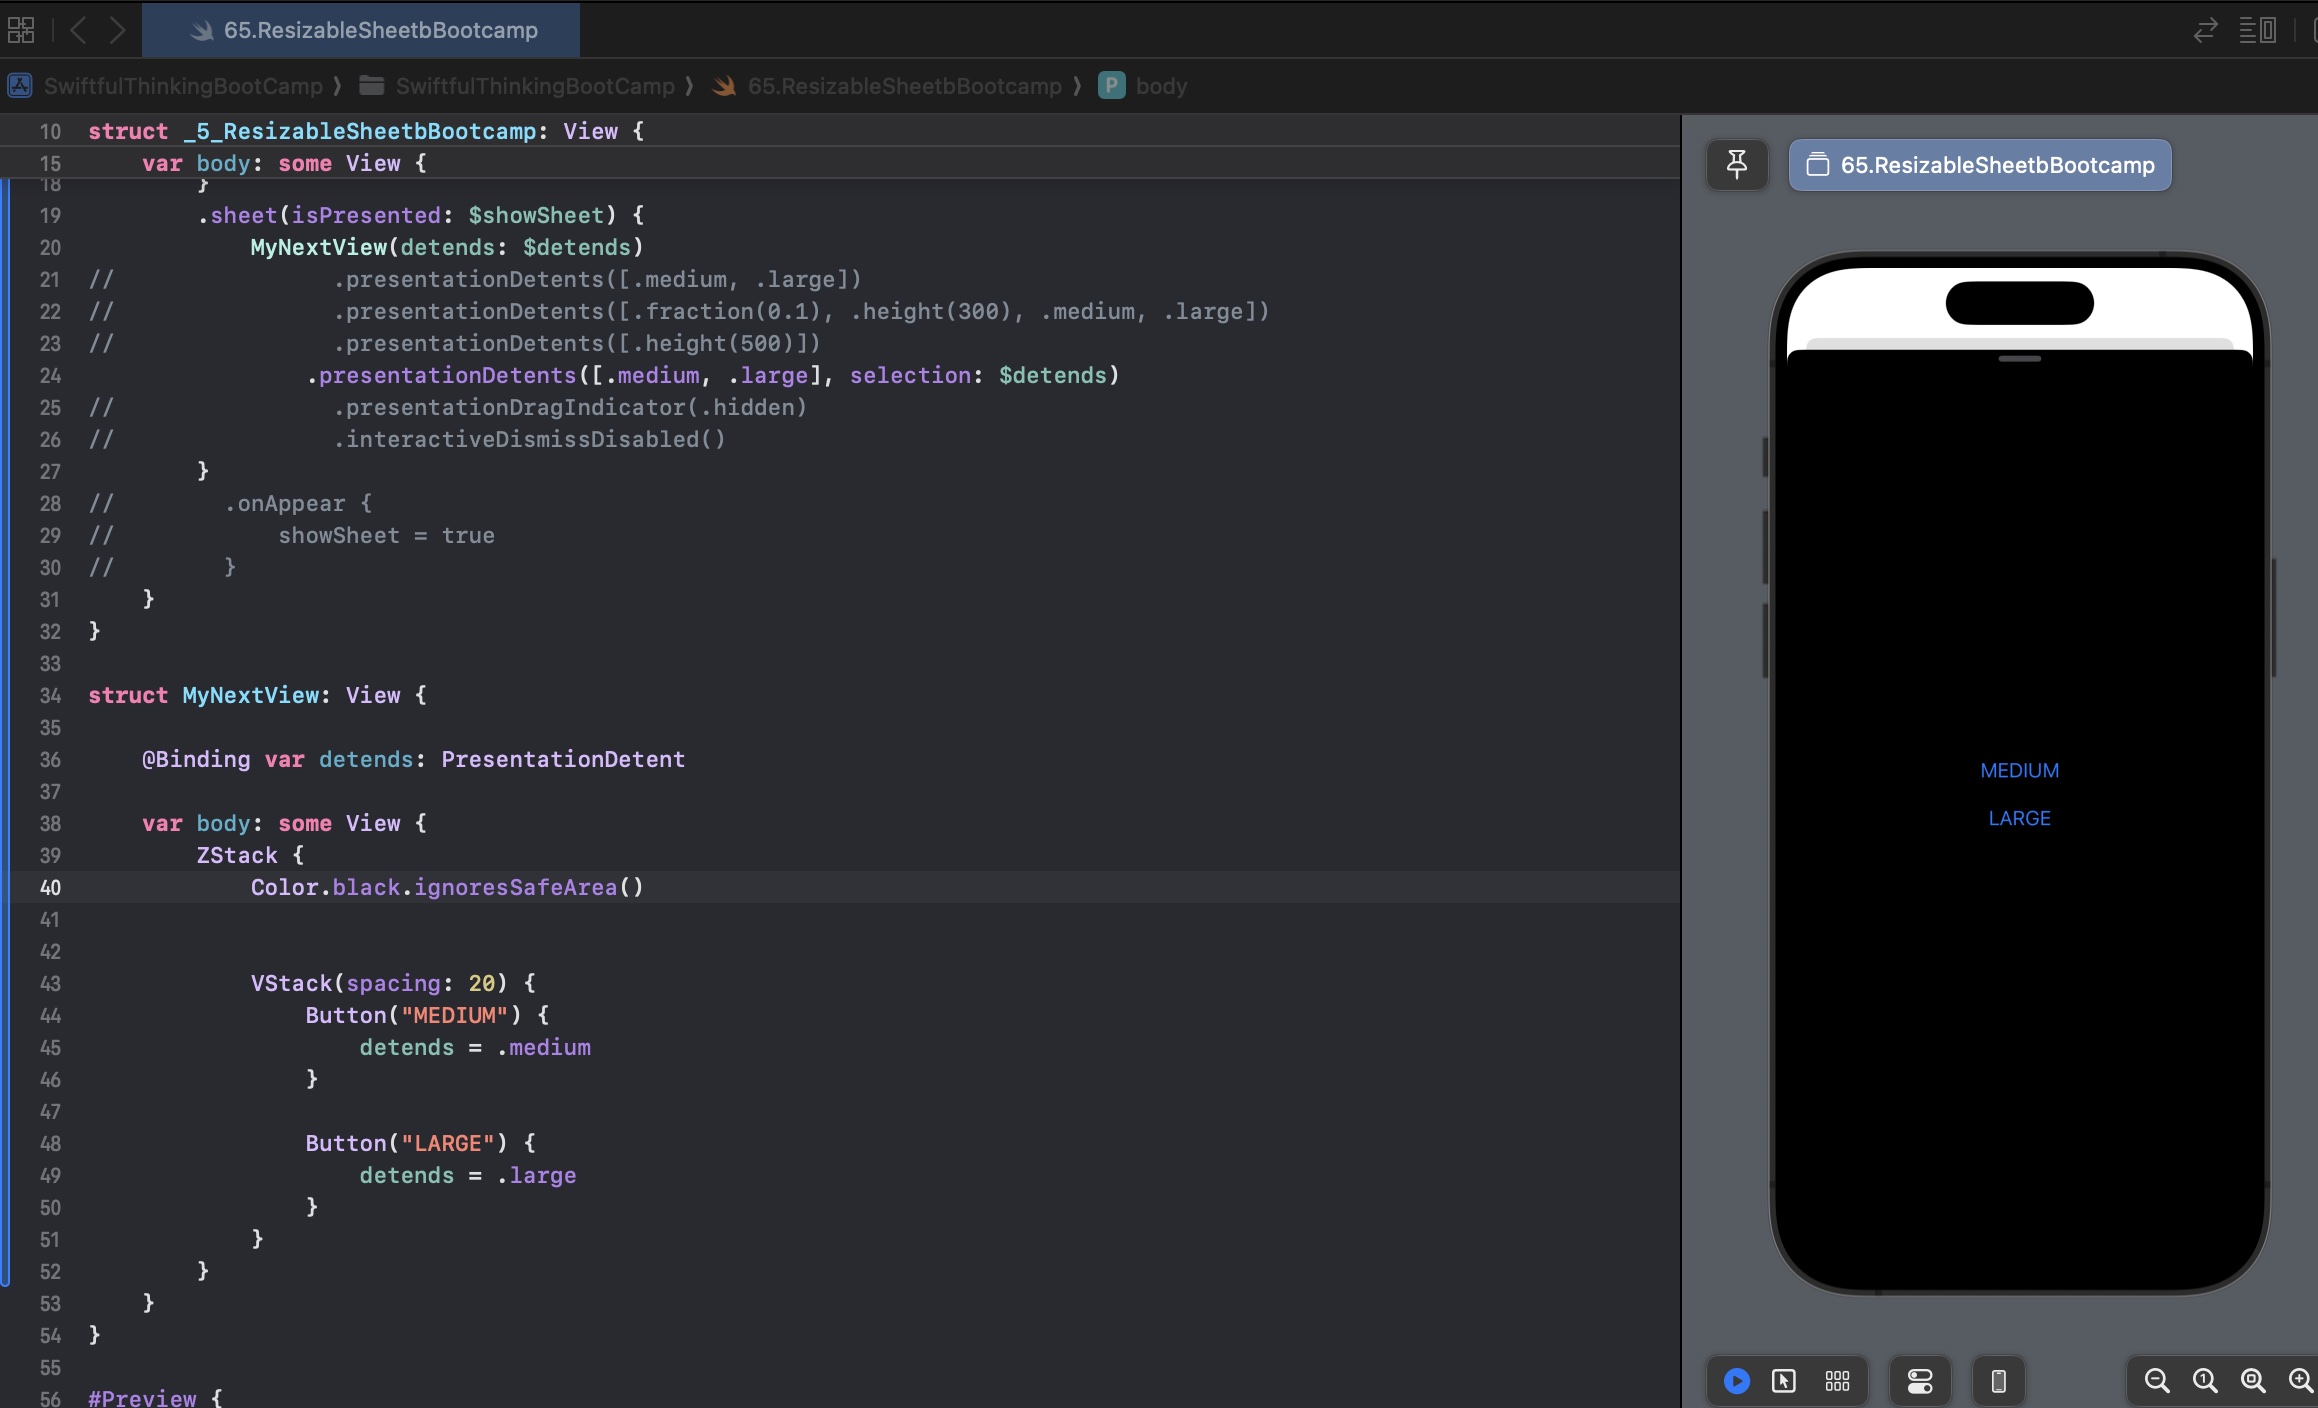 65.ResizableSheetbBootcamp
SwiftfulThinkingBootCamp ⟩ SwiftfulThinkingBootCamp ⟩ 65.ResizableSheetbBootcamp ⟩ P body
10 struct _5_ResizableSheetbBootcamp: View {
15 var body: some View {
18 }
19 .sheet(isPresented: $showSheet) {
20 MyNextView(detends: $detends)
21 // .presentationDetents([.medium, .large])
22 // .presentationDetents([.fraction(0.1), .height(300), .medium, .large])
23 // .presentationDetents([.height(500)])
24 .presentationDetents([.medium, .large], selection: $detends)
25 // .presentationDragIndicator(.hidden)
26 // .interactiveDismissDisabled()
27 }
28 // .onAppear {
29 // showSheet = true
30 // }
31 }
32 }
33
34 struct MyNextView: View {
35
36 @Binding var detends: PresentationDetent
37
38 var body: some View {
39 ZStack {
40 Color.black.ignoresSafeArea()
41
42
43 VStack(spacing: 20) {
44 Button("MEDIUM") {
45 detends = .medium
46 }
47
48 Button("LARGE") {
49 detends = .large
50 }
51 }
52 }
53 }
54 }
55
56 #Preview {
65.ResizableSheetbBootcamp
MEDIUM
LARGE